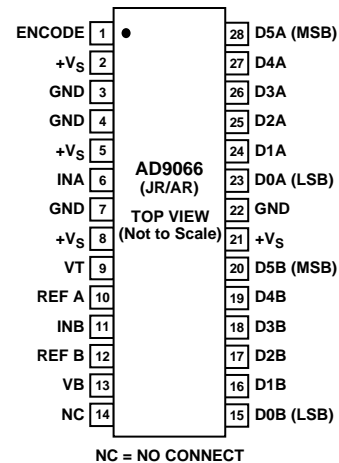 ENCODE 1 28 D5A (MSB)
+VS 2 27 D4A
GND 3 26 D3A
GND 4 25 D2A
+VS 5 24 D1A
INA 6 23 D0A (LSB)
GND 7 22 GND
+VS 8 21 +VS
VT 9 20 D5B (MSB)
REF A 10 19 D4B
INB 11 18 D3B
REF B 12 17 D2B
VB 13 16 D1B
NC 14 15 D0B (LSB)
AD9066
(JR/AR)
TOP VIEW
(Not to Scale)
NC = NO CONNECT